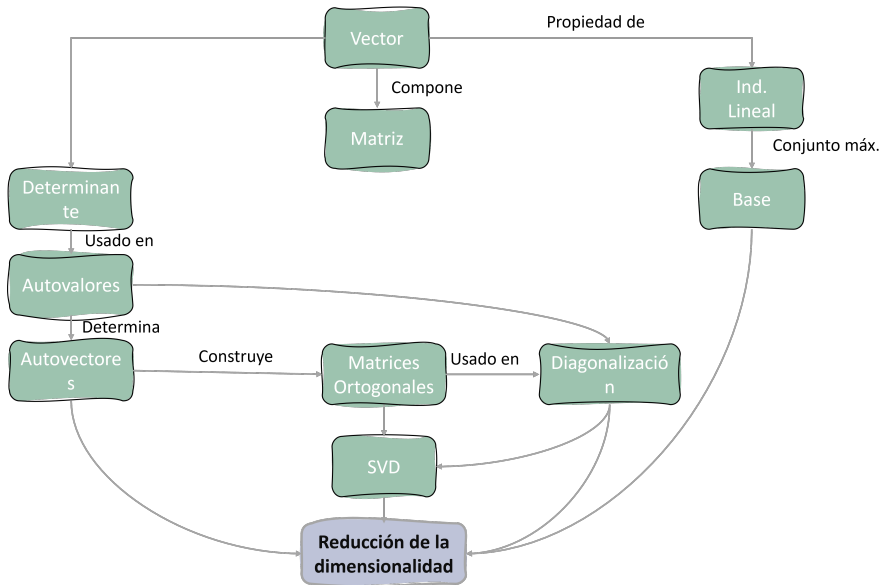 Vector
Propiedad de
Compone
Ind.
Lineal
Matriz
Conjunto máx.
Determinan
te
Base
Usado en
Autovalores
Determina
Autovectore
s
Construye
Matrices
Ortogonales
Usado en
Diagonalizació
n
SVD
Reducción de la
dimensionalidad